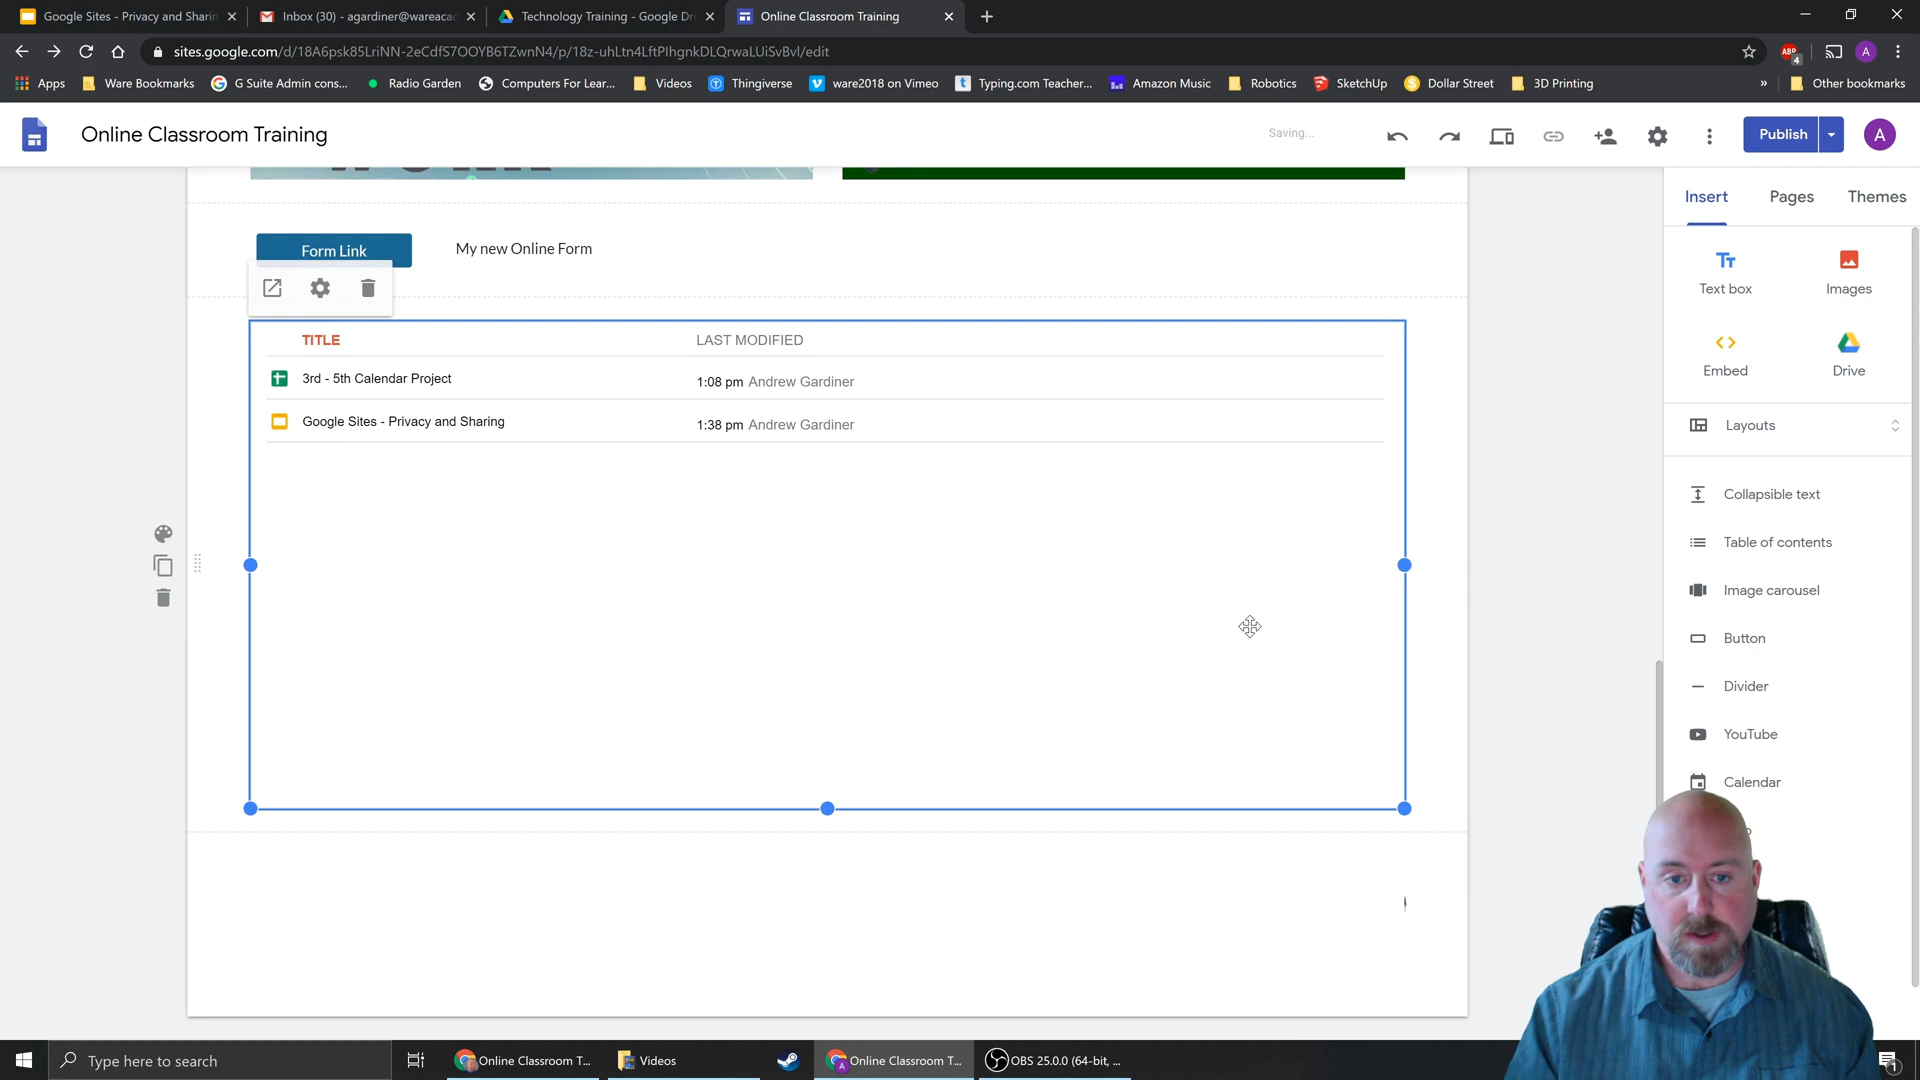 Google Sites - Privacy and Sharin
Inbox (30) - agardiner@wareacad
Technology Training - Google Dri
Online Classroom Training
sites.google.com/d/18A6psk85LriNN-2eCdfS7OOYB6TZwnN4/p/18z-uhLtn4LftPIhgnkDLQrwaLUiSvBvl/edit
ABP
4
A
Apps
Ware Bookmarks
G Suite Admin cons...
Radio Garden
Computers For Lear...
Videos
Thingiverse
ware2018 on Vimeo
Typing.com Teacher...
Amazon Music
Robotics
SketchUp
Dollar Street
3D Printing
»
Other bookmarks
Online Classroom Training
Saving...
Publish
A
Insert
Pages
Themes
Form Link
My new Online Form
Text box
Images
Embed
Drive
TITLE
LAST MODIFIED
3rd - 5th Calendar Project
1:08 pm Andrew Gardiner
Google Sites - Privacy and Sharing
1:38 pm Andrew Gardiner
Layouts
Collapsible text
Table of contents
Image carousel
Button
Divider
YouTube
Calendar
Type here to search
Online Classroom T...
Videos
Online Classroom T...
OBS 25.0.0 (64-bit, ...
1